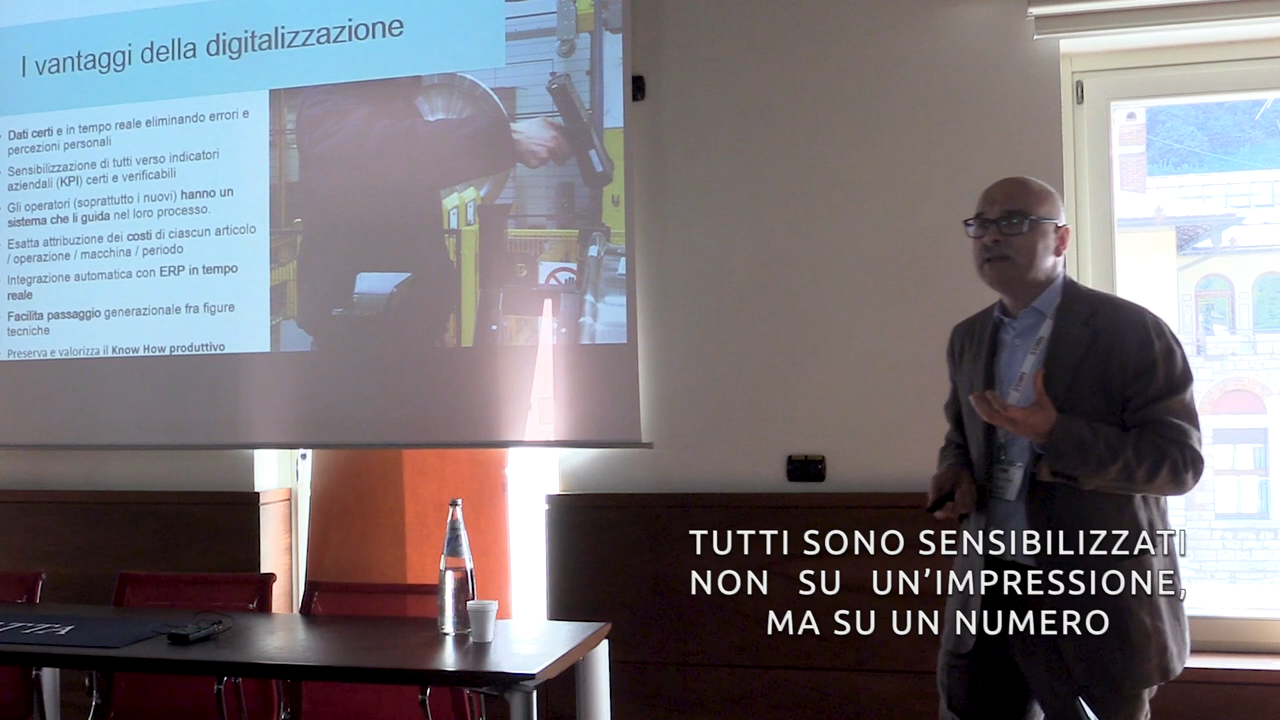 I vantaggi della digitalizzazione
Dati certi e in tempo reale eliminando errori e
percezioni personali
Sensibilizzazione di tutti verso indicatori
aziendali (KPI) certi e verificabili
Gli operatori (soprattutto i nuovi) hanno un
sistema che li guida nel loro processo.
Esatta attribuzione dei costi di ciascun articolo
/ operazione / macchina / periodo
Integrazione automatica con ERP in tempo
reale
Facilita passaggio generazionale fra figure
tecniche
Preserva e valorizza il Know How produttivo
TUTTI SONO SENSIBILIZZATI
NON SU UN’IMPRESSIONE,
MA SU UN NUMERO